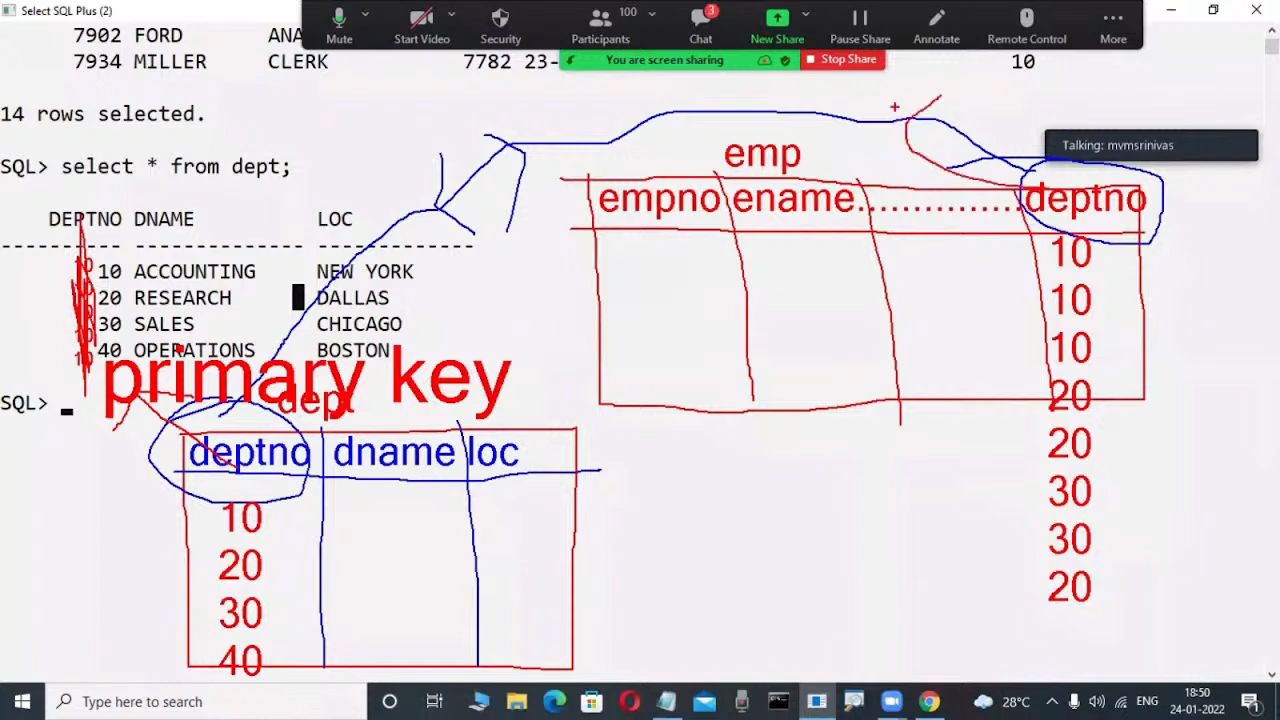 Select SQL Plus (2)
Mute
Start Video
Security
100
Participants
3
Chat
New Share
Pause Share
Annotate
Remote Control
More
You are screen sharing
Stop Share
Talking: mvmsrinivas
7902 FORD ANA
7934 MILLER CLERK 7782 23- 10
14 rows selected.
SQL> select * from dept;
DEPTNO DNAME LOC
---------- -------------- -------------
10 ACCOUNTING NEW YORK
20 RESEARCH DALLAS
30 SALES CHICAGO
40 OPERATIONS BOSTON
SQL>
emp
empno ename...............deptno
10
10
10
20
20
30
30
20
primary key
dept
deptno dname loc
10
20
30
40
Type here to search
28°C
ENG
18:50
24-01-2022
1